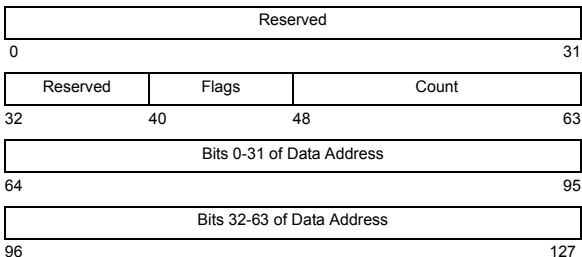 Reserved
0 31
Reserved Flags Count
32 40 48 63
Bits 0-31 of Data Address
64 95
Bits 32-63 of Data Address
96 127